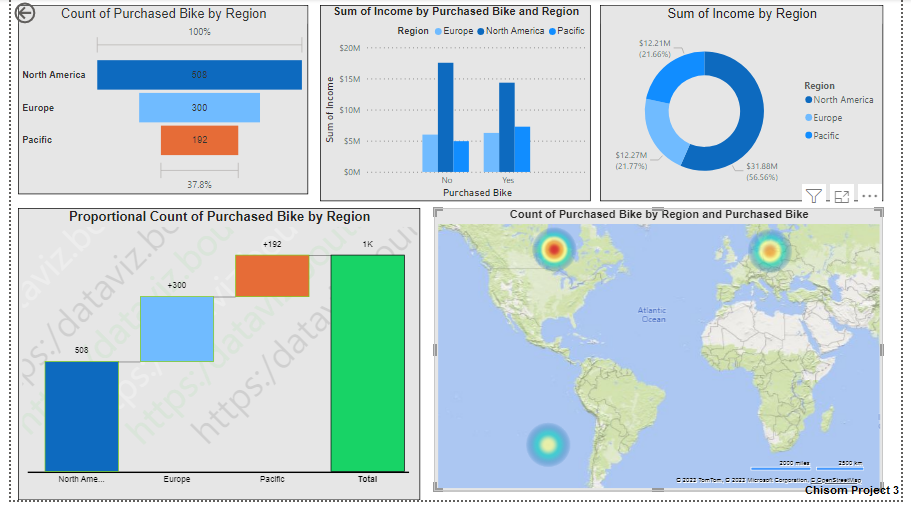 Count of Purchased Bike by Region
100%
North America
508
Europe
300
Pacific
192
37.8%
Sum of Income by Purchased Bike and Region
Region Europe North America Pacific
$20M
$15M
$10M
$5M
$0M
Sum of Income
No Yes
Purchased Bike
Sum of Income by Region
$12.21M
(21.66%)
$12.27M
(21.77%)
$31.88M
(56.56%)
Region
North America
Europe
Pacific
Proportional Count of Purchased Bike by Region
508
+300
+192
1K
North Ame... Europe Pacific Total
https:/dataviz.bou
Count of Purchased Bike by Region and Purchased Bike
Atlantic
Ocean
2000 miles 2500 km
© 2023 TomTom, © 2023 Microsoft Corporation, © OpenStreetMap
Chisom Project 3